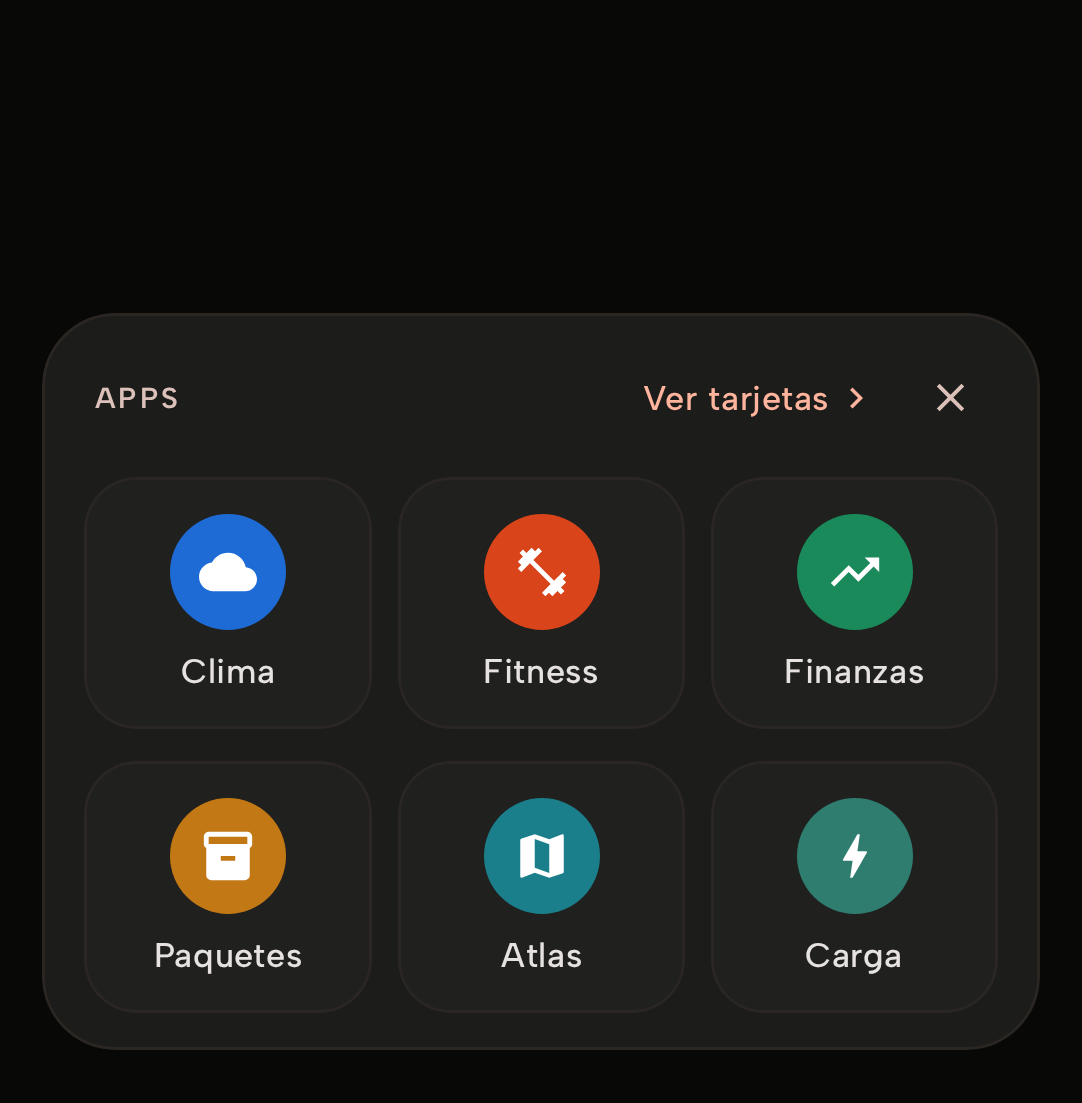 APPS
Ver tarjetas
Clima
Fitness
Finanzas
Paquetes
Atlas
Carga